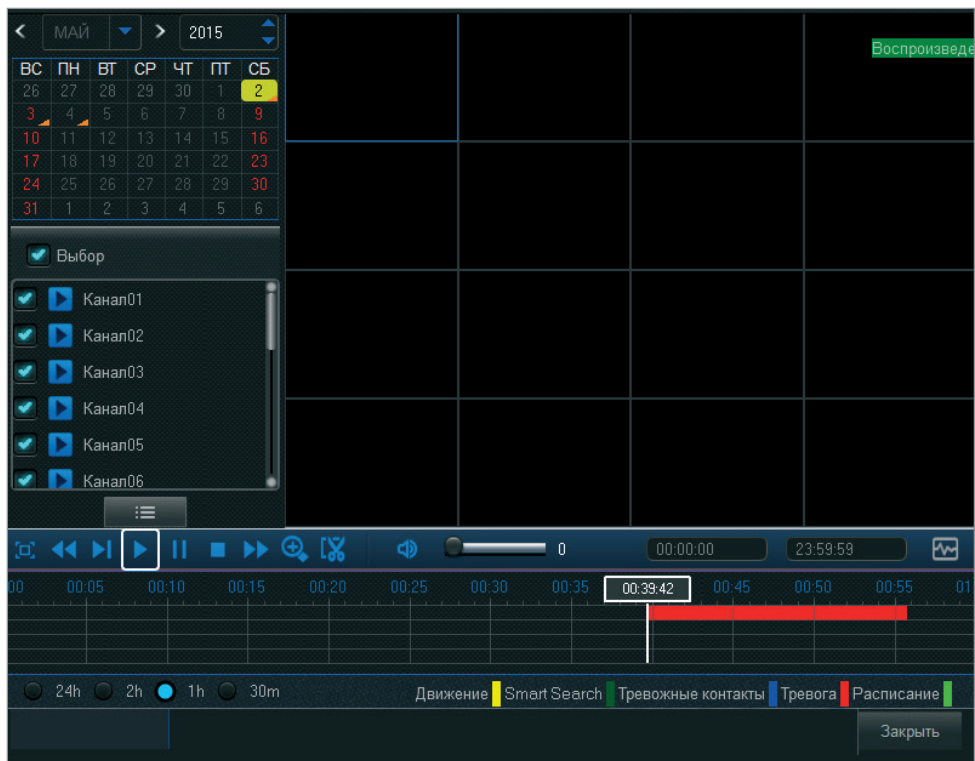 МАЙ 2015
ВС ПН ВТ СР ЧТ ПТ СБ
26 27 28 29 30 1 2
3 4 5 6 7 8 9
10 11 12 13 14 15 16
17 18 19 20 21 22 23
24 25 26 27 28 29 30
31 1 2 3 4 5 6
Воспроизведе
Выбор
Канал01
Канал02
Канал03
Канал04
Канал05
Канал06
0 00:00:00 23:59:59
00 00:05 00:10 00:15 00:20 00:25 00:30 00:35 00:39:42 00:45 00:50 00:55 01
24h 2h 1h 30m
Движение Smart Search Тревожные контакты Тревога Расписание
Закрыть